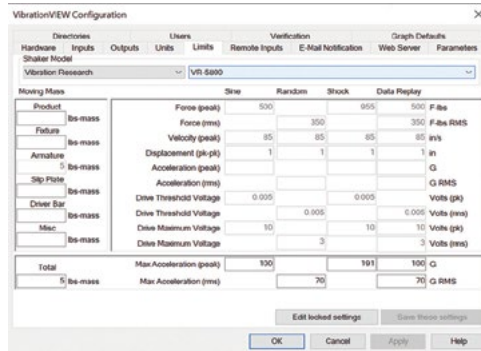 VibrationVIEW Configuration
Directories Users Verification Graph Defaults
Hardware Inputs Outputs Units Limits Remote Inputs E-Mail Notification Web Server Parameters
Shaker Model
Vibration Research VR-5800
Moving Mass Sine Random Shock Data Replay
Product Force (peak) 500 955 500 F-lbs
lbs-mass Force (rms) 350 350 F-lbs RMS
Fixture Velocity (peak) 85 85 85 85 in/s
lbs-mass Displacement (pk-pk) 1 1 1 1 in
Armature Acceleration (peak) G
5 lbs-mass Acceleration (rms) G RMS
Slip Plate Drive Threshold Voltage 0.005 0.005 Volts (pk)
lbs-mass Drive Threshold Voltage 0.005 0.005 Volts (rms)
Driver Bar Drive Maximum Voltage 10 10 10 Volts (pk)
lbs-mass Drive Maximum Voltage 3 3 Volts (rms)
Misc
lbs-mass
Total Max Acceleration (peak) 100 191 100 G
5 lbs-mass Max Acceleration (rms) 70 70 G RMS
Edit locked settings Save these settings
OK Cancel Apply Help